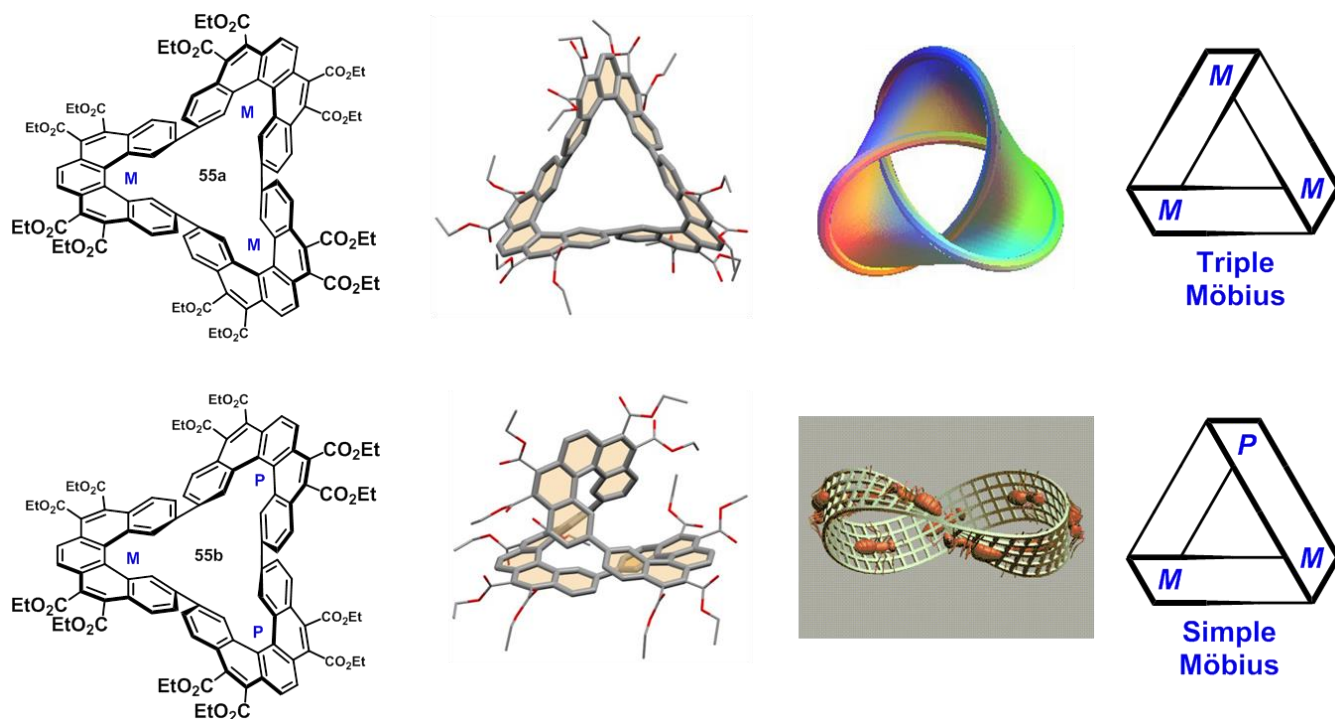 EtO₂C
EtO₂C
CO₂Et
CO₂Et
EtO₂C
EtO₂C
M
M
55a
M
EtO₂C
EtO₂C
CO₂Et
CO₂Et
EtO₂C
EtO₂C
M
M
M
Triple
Möbius
EtO₂C
EtO₂C
CO₂Et
CO₂Et
P
EtO₂C
EtO₂C
M
55b
P
EtO₂C
EtO₂C
CO₂Et
CO₂Et
EtO₂C
EtO₂C
P
M
M
Simple
Möbius